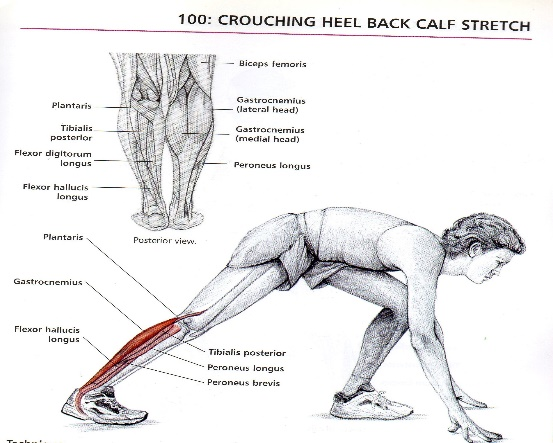 100: CROUCHING HEEL BACK CALF STRETCH
Biceps femoris
Plantaris
Gastrocnemius
(lateral head)
Tibialis
posterior
Gastrocnemius
(medial head)
Flexor digitorum
longus
Peroneus longus
Flexor hallucis
longus
Posterior view.
Plantaris
Gastrocnemius
Flexor hallucis
longus
Tibialis posterior
Peroneus longus
Peroneus brevis